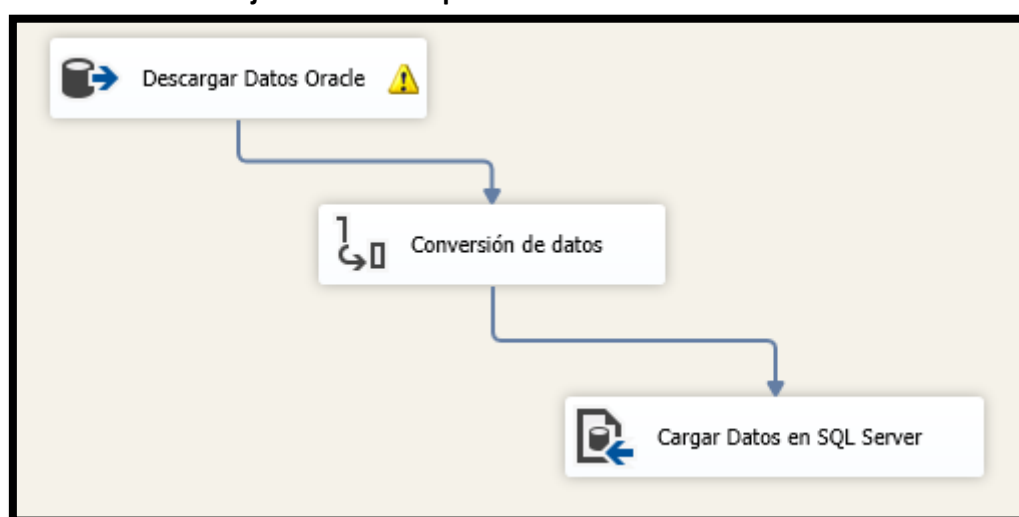 Descargar Datos Oracle
Conversión de datos
Cargar Datos en SQL Server